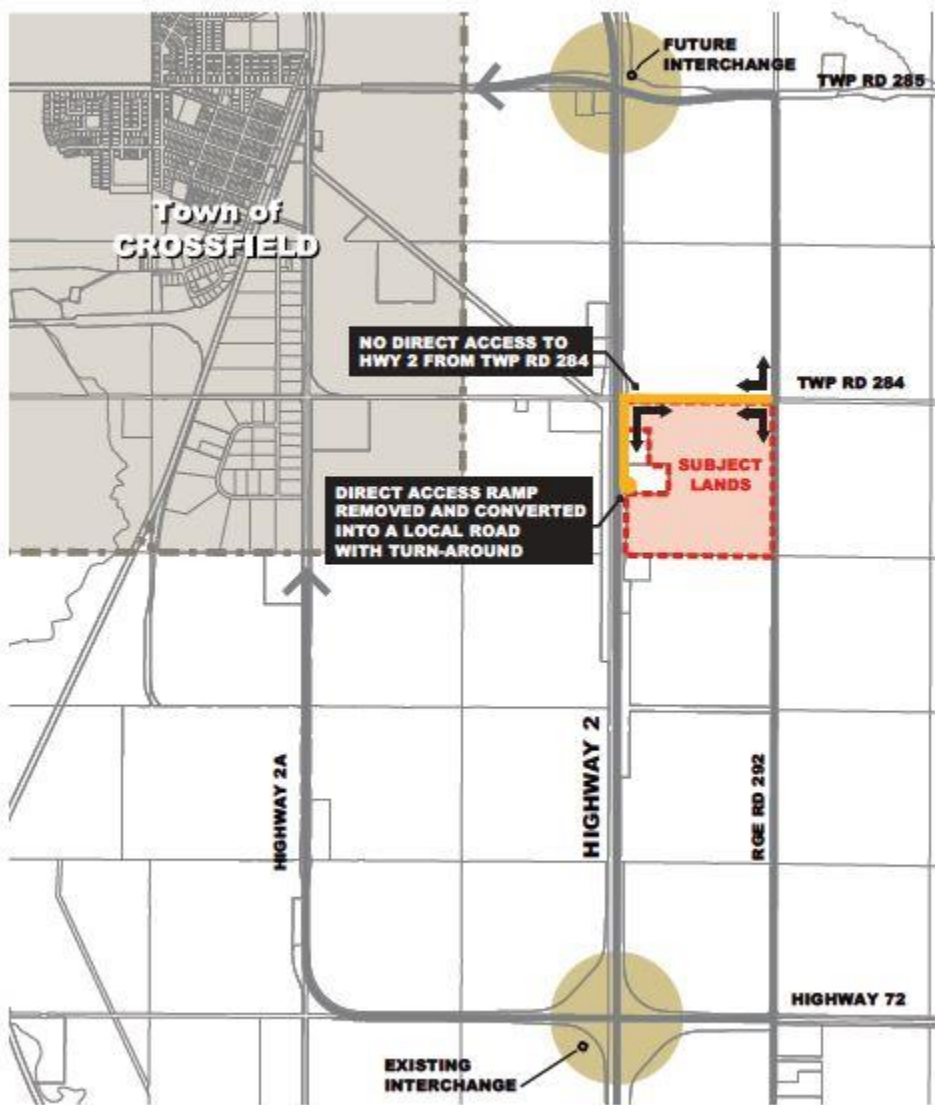 FUTURE
INTERCHANGE
TWP RD 285
Town of
CROSSFIELD
NO DIRECT ACCESS TO
HWY 2 FROM TWP RD 284
TWP RD 284
SUBJECT
LANDS
DIRECT ACCESS RAMP
REMOVED AND CONVERTED
INTO A LOCAL ROAD
WITH TURN-AROUND
HIGHWAY 2A
HIGHWAY 2
RGE RD 292
HIGHWAY 72
EXISTING
INTERCHANGE